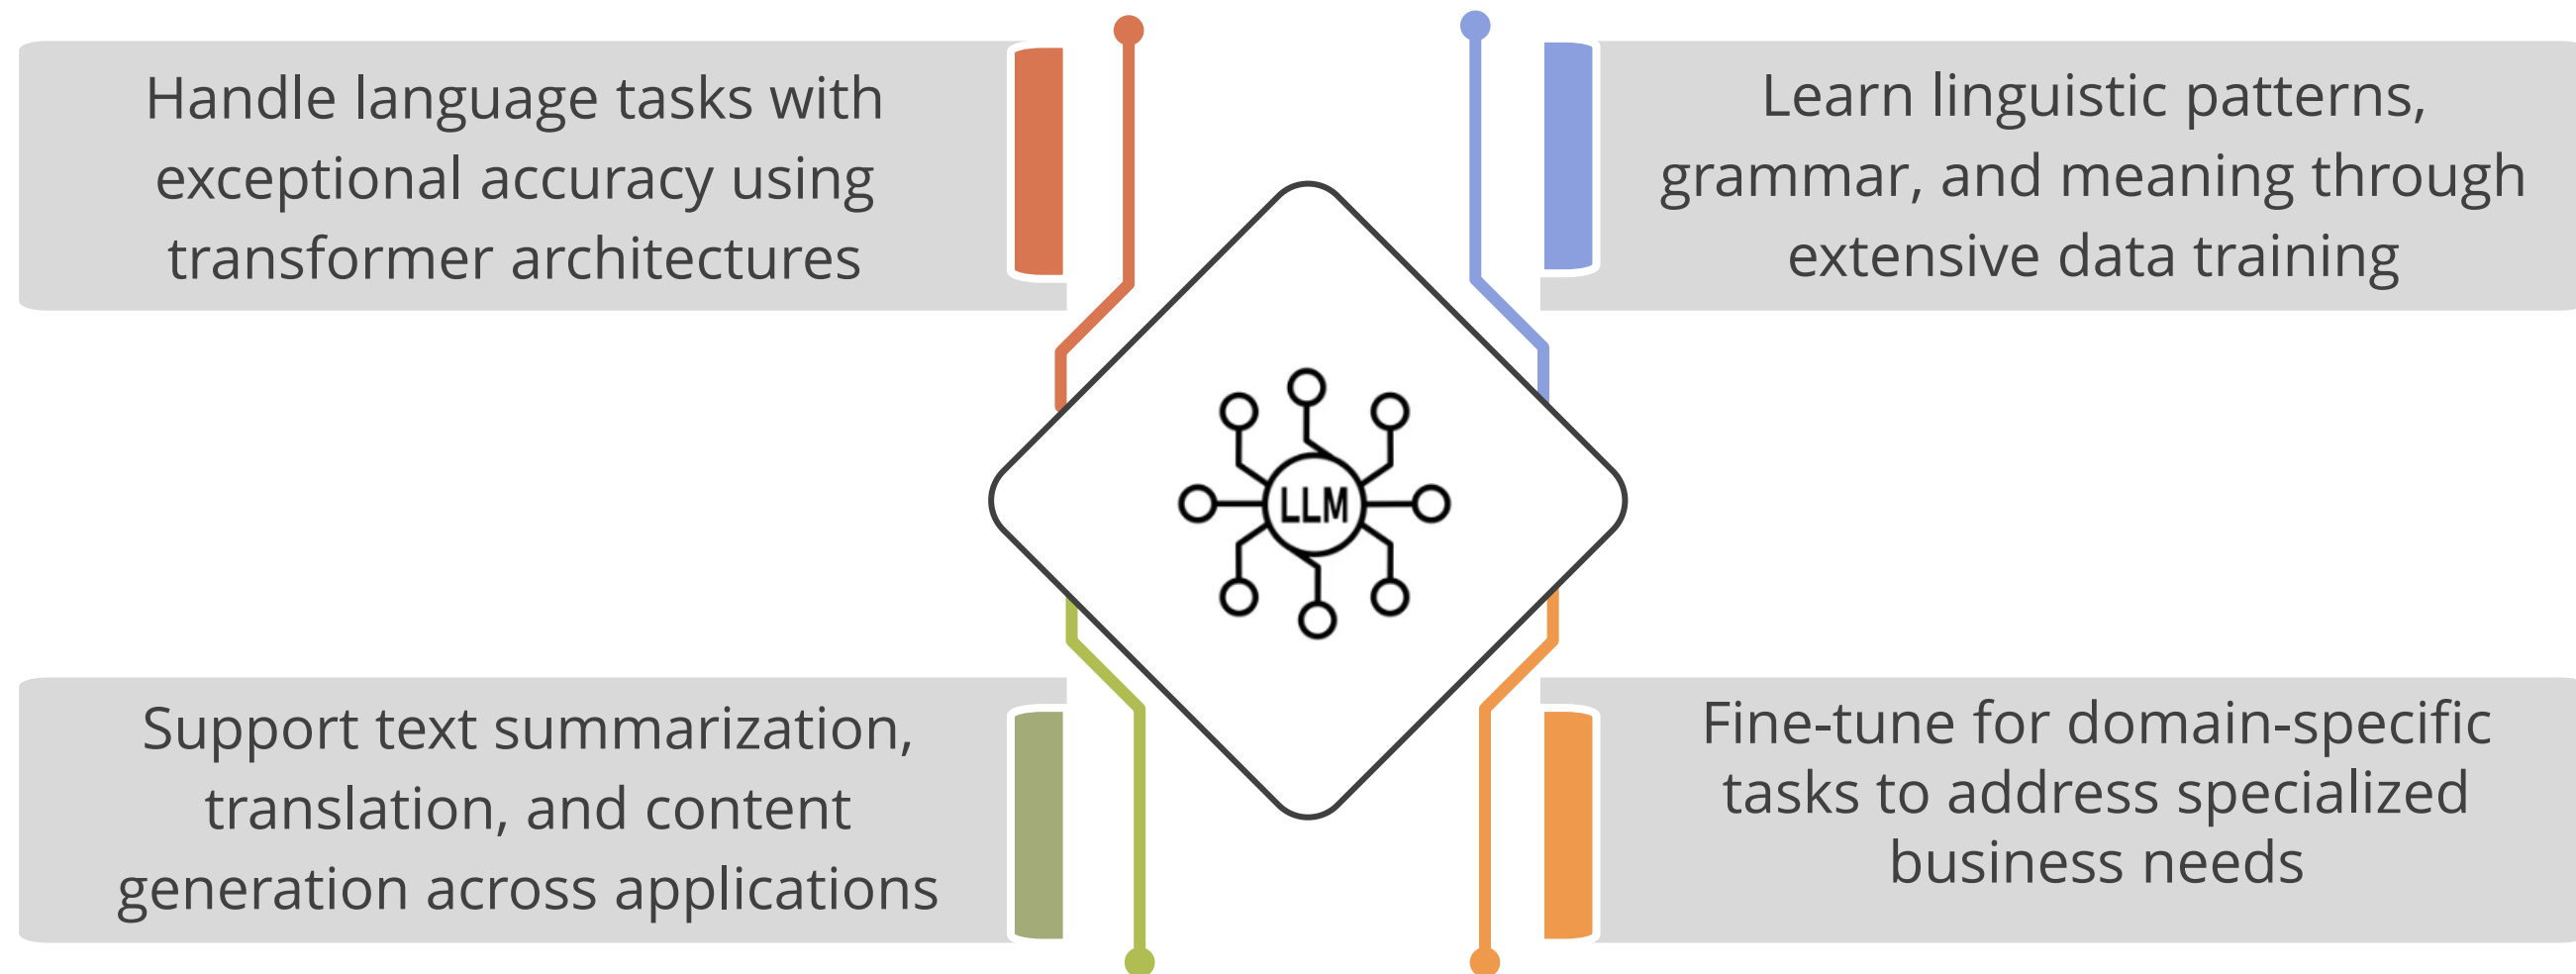 Handle language tasks with
exceptional accuracy using
transformer architectures
Learn linguistic patterns,
grammar, and meaning through
extensive data training
LLM
Support text summarization,
translation, and content
generation across applications
Fine-tune for domain-specific
tasks to address specialized
business needs